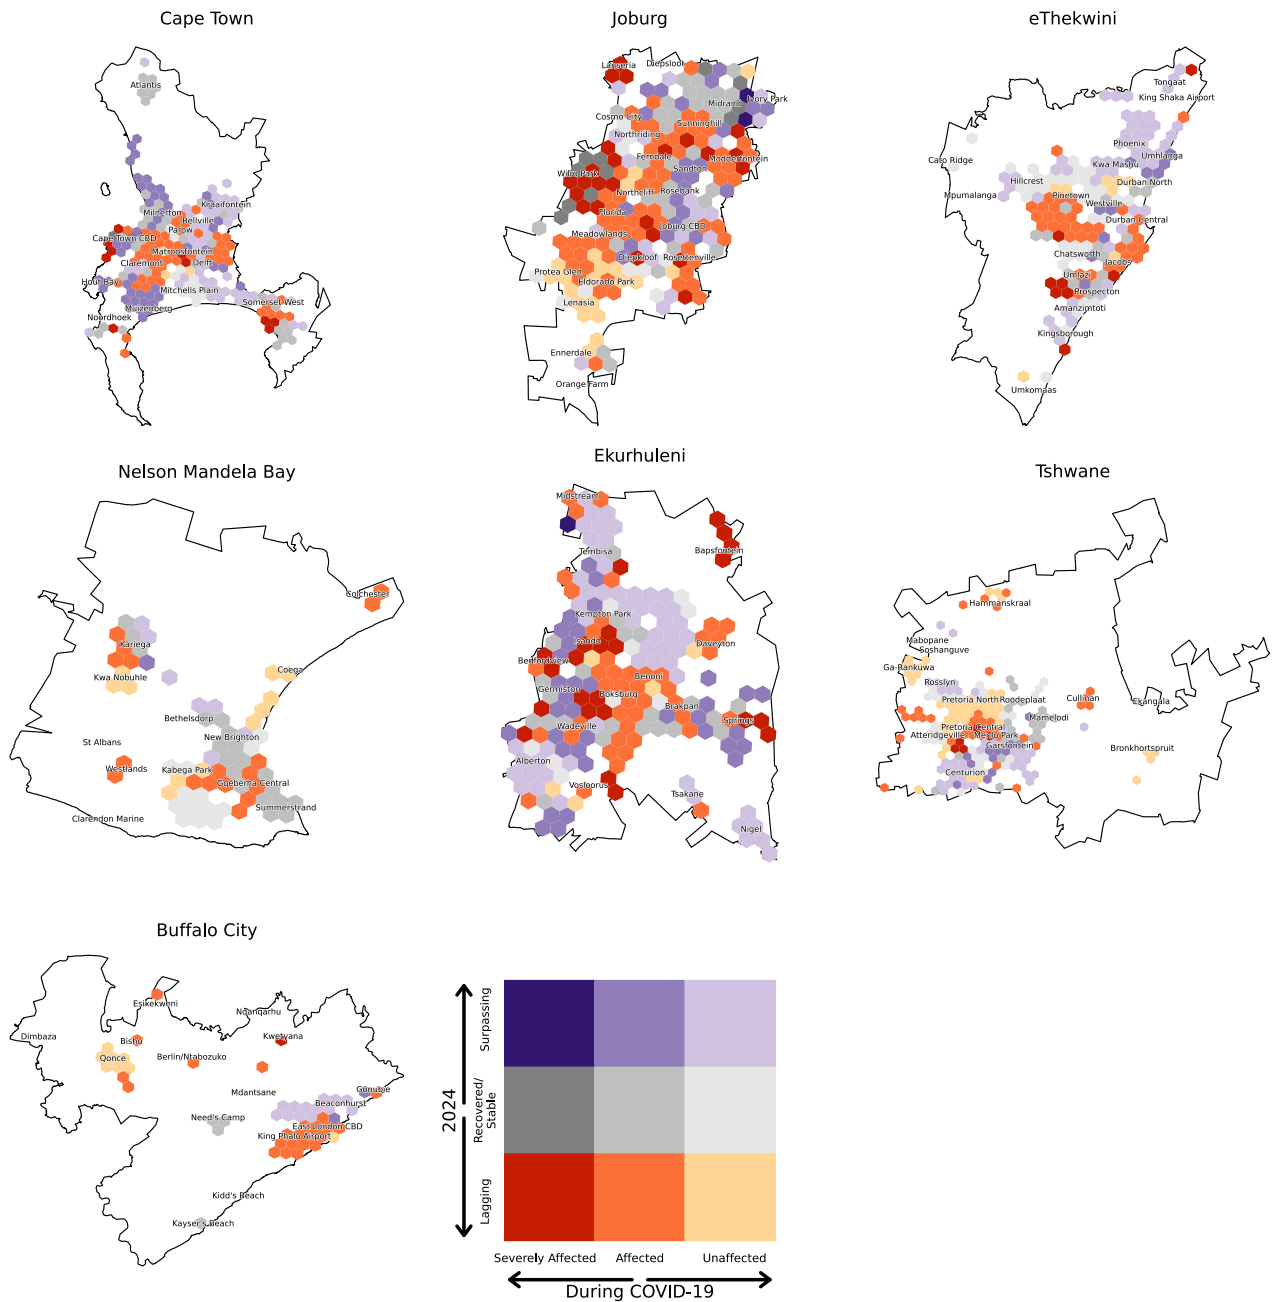 Cape Town
Joburg
eThekwini
Atlantis
Milnerton
Kraaifontein
Bellville
Parow
Cape Town CBD
Matroosfontein
Claremont
Delft
Hout Bay
Mitchells Plain
Muizenberg
Somerset West
Noordhoek
Lanseria
Diepsloot
Midrand
Ivory Park
Cosmo City
Sunninghill
Northriding
Ferndale
Modderfontein
Sandton
Wilro Park
Northcliff
Rosebank
Florida
Joburg CBD
Meadowlands
Diepkloof
Rosettenville
Protea Glen
Eldorado Park
Lenasia
Ennerdale
Orange Farm
Tongaat
King Shaka Airport
Phoenix
Cato Ridge
Umhlanga
Kwa Mashu
Hillcrest
Durban North
Mpumalanga
Pinetown
Westville
Durban Central
Chatsworth
Jacobs
Umlazi
Prospecton
Amanzimtoti
Kingsborough
Umkomaas
Nelson Mandela Bay
Ekurhuleni
Tshwane
Colchester
Kariega
Kwa Nobuhle
Coega
Bethelsdorp
New Brighton
St Albans
Westlands
Kabega Park
Gqeberha Central
Summerstrand
Clarendon Marine
Midstream
Tembisa
Bapsfontein
Kempton Park
Isando
Daveyton
Bedfordview
Benoni
Germiston
Boksburg
Brakpan
Springs
Wadeville
Alberton
Vosloorus
Tsakane
Nigel
Hammanskraal
Mabopane
Soshanguve
Ga-Rankuwa
Rosslyn
Cullinan
Pretoria North
Roodeplaat
Ekangala
Mamelodi
Pretoria Central
Atteridgeville
Menlo Park
Garsfontein
Bronkhortspruit
Centurion
Buffalo City
Esikekweni
Nqanqarhu
Dimbaza
Bisho
Kwetyana
Qonce
Berlin/Ntabozuko
Mdantsane
Gonubie
Beaconhurst
Need's Camp
East London CBD
King Phalo Airport
Kidd's Beach
Kayser's Beach
2024
Surpassing
Recovered/
Stable
Lagging
Severely Affected
Affected
Unaffected
During COVID-19